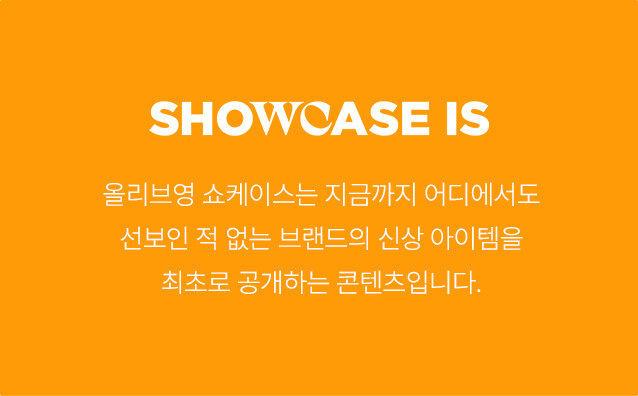 SHOWCASE IS
올리브영 쇼케이스는 지금까지 어디에서도
선보인 적 없는 브랜드의 신상 아이템을
최초로 공개하는 콘텐츠입니다.